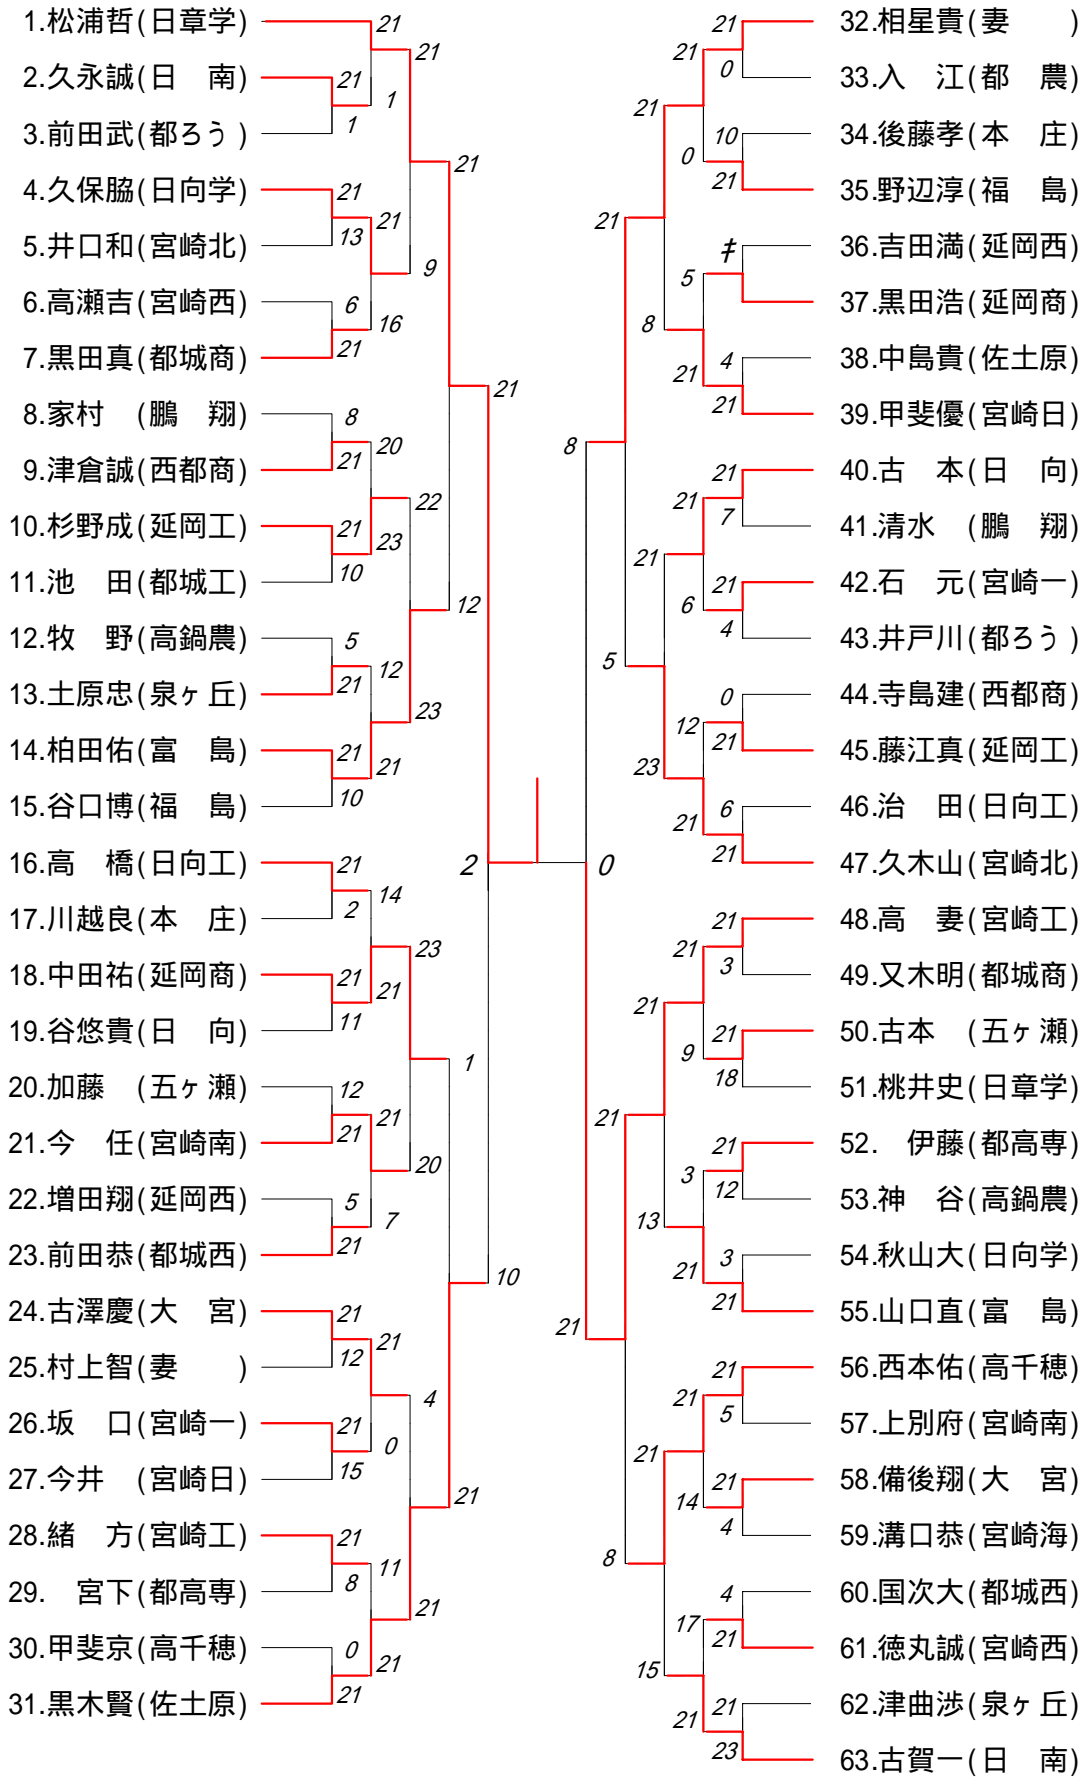 1.松浦哲(日章学)
2.久永誠(日　南)
3.前田武(都ろう)
4.久保脇(日向学)
5.井口和(宮崎北)
6.高瀬吉(宮崎西)
7.黒田真(都城商)
8.家村　(鵬　翔)
9.津倉誠(西都商)
10.杉野成(延岡工)
11.池　田(都城工)
12.牧　野(高鍋農)
13.土原忠(泉ヶ丘)
14.柏田佑(富　島)
15.谷口博(福　島)
16.高　橋(日向工)
17.川越良(本　庄)
18.中田祐(延岡商)
19.谷悠貴(日　向)
20.加藤　(五ヶ瀬)
21.今　任(宮崎南)
22.増田翔(延岡西)
23.前田恭(都城西)
24.古澤慶(大　宮)
25.村上智(妻　　)
26.坂　口(宮崎一)
27.今井　(宮崎日)
28.緒　方(宮崎工)
29.　宮下(都高専)
30.甲斐京(高千穂)
31.黒木賢(佐土原)
21
21
1
21
13
6
21
8
21
21
10
5
21
21
10
21
2
21
11
12
21
5
21
21
12
21
15
21
8
0
21
1
21
16
20
23
12
21
14
21
21
7
21
0
11
21
21
9
22
23
23
20
4
21
21
12
1
21
21
10
2
0
8
21
21
5
21
8
21
8
21
23
21
13
21
15
21
0
5
21
21
6
12
21
21
9
3
21
21
14
17
21
21
0
10
21
キ
4
21
21
7
21
4
0
21
6
21
21
3
21
18
21
12
3
21
21
5
21
4
4
21
21
23
32.相星貴(妻　　)
33.入　江(都　農)
34.後藤孝(本　庄)
35.野辺淳(福　島)
36.吉田満(延岡西)
37.黒田浩(延岡商)
38.中島貴(佐土原)
39.甲斐優(宮崎日)
40.古　本(日　向)
41.清水　(鵬　翔)
42.石　元(宮崎一)
43.井戸川(都ろう)
44.寺島建(西都商)
45.藤江真(延岡工)
46.治　田(日向工)
47.久木山(宮崎北)
48.高　妻(宮崎工)
49.又木明(都城商)
50.古本　(五ヶ瀬)
51.桃井史(日章学)
52.　伊藤(都高専)
53.神　谷(高鍋農)
54.秋山大(日向学)
55.山口直(富　島)
56.西本佑(高千穂)
57.上別府(宮崎南)
58.備後翔(大　宮)
59.溝口恭(宮崎海)
60.国次大(都城西)
61.徳丸誠(宮崎西)
62.津曲渉(泉ヶ丘)
63.古賀一(日　南)